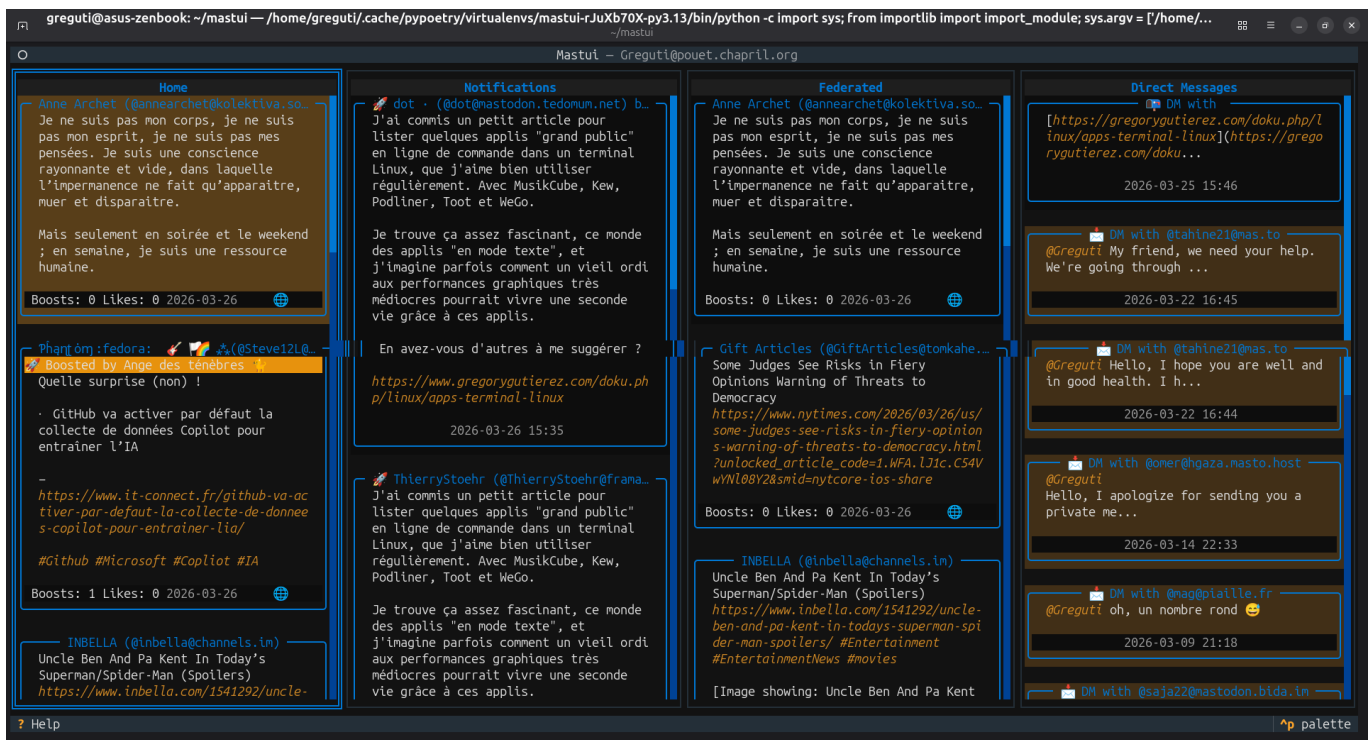 greguti@asus-zenbook: ~/mastui — /home/greguti/.cache/pypoetry/virtualenvs/mastui-rJuXb70X-py3.13/bin/python -c import sys; from importlib import import_module; sys.argv = ['/home/…
~/mastui
Mastui — Greguti@pouet.chapril.org
Home
Anne Archet (@annearchet@kolektiva.so…
Je ne suis pas mon corps, je ne suis
pas mon esprit, je ne suis pas mes
pensées. Je suis une conscience
rayonnante et vide, dans laquelle
l’impermanence ne fait qu’apparaitre,
muer et disparaitre.
Mais seulement en soirée et le weekend
; en semaine, je suis une ressource
humaine.
Boosts: 0 Likes: 0 2026-03-26 🌐
:fedora: 🎸 🏳️‍🌈 (@Steve12L@…
🚀 Boosted by Ange des ténèbres 🐈
Quelle surprise (non) !
· GitHub va activer par défaut la
collecte de données Copilot pour
entraîner l’IA
—
https://www.it-connect.fr/github-va-ac
tiver-par-defaut-la-collecte-de-donnee
s-copilot-pour-entrainer-lia/
#Github #Microsoft #Copliot #IA
Boosts: 1 Likes: 0 2026-03-26 🌐
INBELLA (@inbella@channels.im)
Uncle Ben And Pa Kent In Today’s
Superman/Spider-Man (Spoilers)
https://www.inbella.com/1541292/uncle-
Notifications
🚀 dot · (@dot@mastodon.tedomum.net) b…
J'ai commis un petit article pour
lister quelques applis "grand public"
en ligne de commande dans un terminal
Linux, que j'aime bien utiliser
régulièrement. Avec MusikCube, Kew,
Podliner, Toot et WeGo.
Je trouve ça assez fascinant, ce monde
des applis "en mode texte", et
j'imagine parfois comment un vieil ordi
aux performances graphiques très
médiocres pourrait vivre une seconde
vie grâce à ces applis.
En avez-vous d'autres à me suggérer ?
https://www.gregorygutierez.com/doku.ph
p/linux/apps-terminal-linux
2026-03-26 15:35
🚀 ThierryStoehr (@ThierryStoehr@frama…
J'ai commis un petit article pour
lister quelques applis "grand public"
en ligne de commande dans un terminal
Linux, que j'aime bien utiliser
régulièrement. Avec MusikCube, Kew,
Podliner, Toot et WeGo.
Je trouve ça assez fascinant, ce monde
des applis "en mode texte", et
j'imagine parfois comment un vieil ordi
aux performances graphiques très
médiocres pourrait vivre une seconde
vie grâce à ces applis.
Federated
Anne Archet (@annearchet@kolektiva.so…
Je ne suis pas mon corps, je ne suis
pas mon esprit, je ne suis pas mes
pensées. Je suis une conscience
rayonnante et vide, dans laquelle
l’impermanence ne fait qu’apparaitre,
muer et disparaitre.
Mais seulement en soirée et le weekend
; en semaine, je suis une ressource
humaine.
Boosts: 0 Likes: 0 2026-03-26 🌐
Gift Articles (@GiftArticles@tomkahe.…
Some Judges See Risks in Fiery
Opinions Warning of Threats to
Democracy
https://www.nytimes.com/2026/03/26/us/
some-judges-see-risks-in-fiery-opinion
s-warning-of-threats-to-democracy.html
?unlocked_article_code=1.WFA.lJ1c.C54V
wYNl08Y2&smid=nytcore-ios-share
Boosts: 0 Likes: 0 2026-03-26 🌐
INBELLA (@inbella@channels.im)
Uncle Ben And Pa Kent In Today’s
Superman/Spider-Man (Spoilers)
https://www.inbella.com/1541292/uncle-
ben-and-pa-kent-in-todays-superman-spi
der-man-spoilers/ #Entertainment
#EntertainmentNews #movies
[Image showing: Uncle Ben And Pa Kent
Direct Messages
📭 DM with
[https://gregorygutierez.com/doku.php/l
inux/apps-terminal-linux](https://grego
rygutierez.com/doku...
2026-03-25 15:46
📩 DM with @tahine21@mas.to
@Greguti My friend, we need your help.
We're going through ...
2026-03-22 16:45
📩 DM with @tahine21@mas.to
@Greguti Hello, I hope you are well and
in good health. I h...
2026-03-22 16:44
📩 DM with @omer@hgaza.masto.host
@Greguti
Hello, I apologize for sending you a
private me...
2026-03-14 22:33
📩 DM with @mag@piaille.fr
@Greguti oh, un nombre rond 😅
2026-03-09 21:18
📩 DM with @saja22@mastodon.bida.im
? Help
^p palette